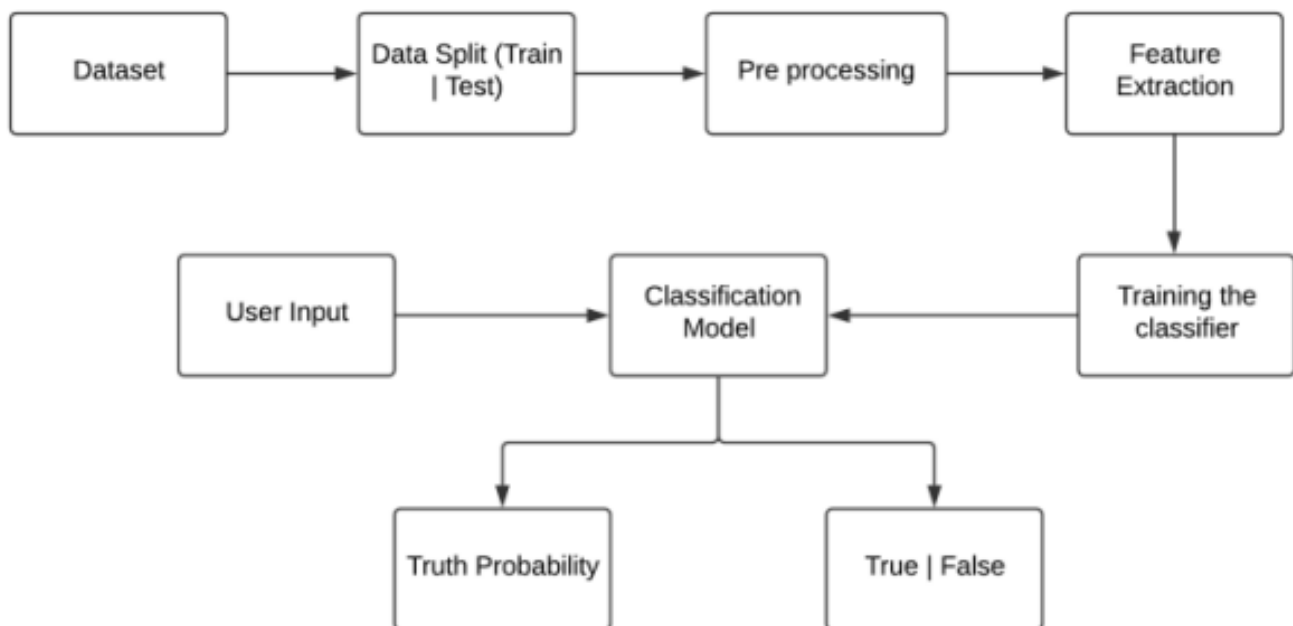 Dataset
Data Split (Train
| Test)
Pre processing
Feature
Extraction
User Input
Classification
Model
Training the
classifier
Truth Probability
True | False